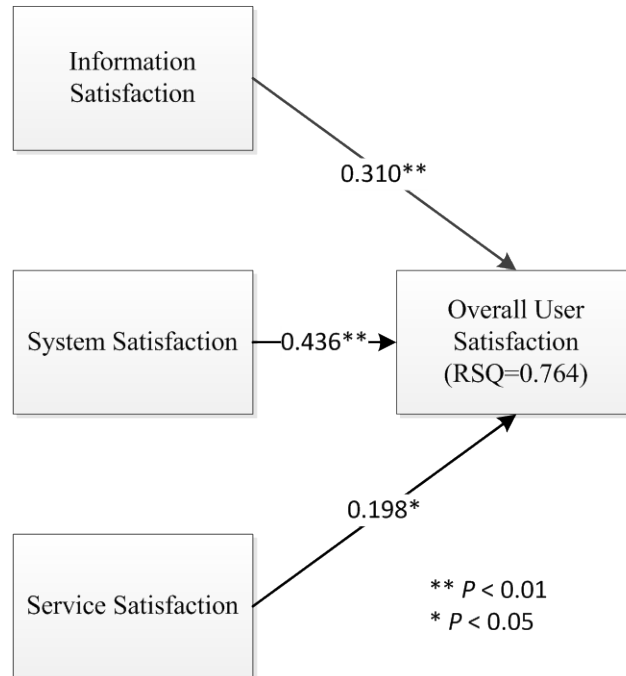 Information
Satisfaction
0.310**
System Satisfaction
0.436**
Overall User
Satisfaction
(RSQ=0.764)
0.198*
Service Satisfaction
** P < 0.01
* P < 0.05